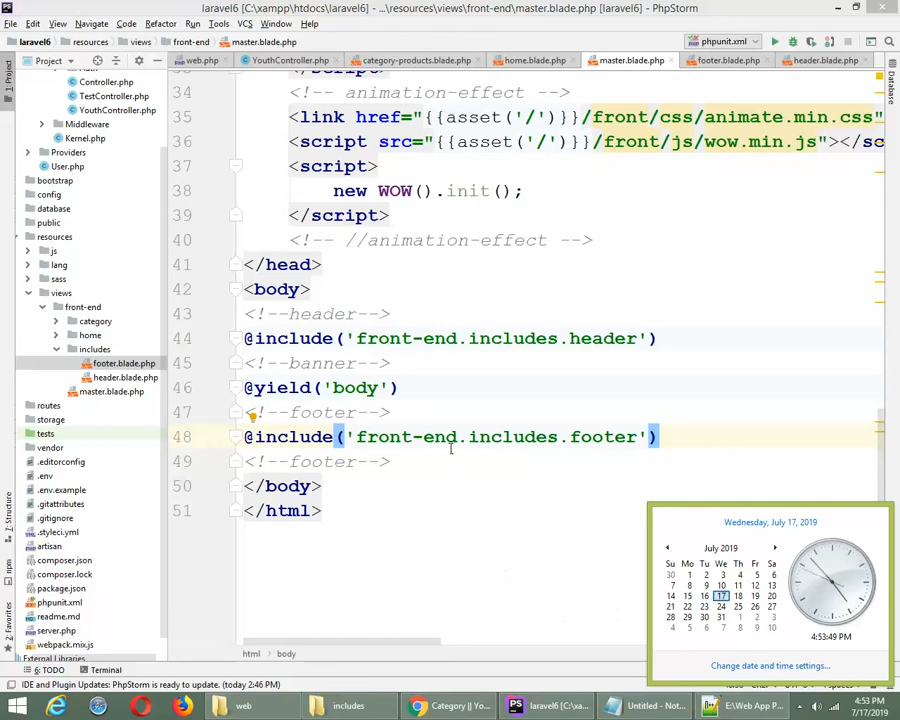 laravel6 [C:\xampp\htdocs\laravel6] - ...\resources\views\front-end\master.blade.php - PhpStorm
File Edit View Navigate Code Refactor Run Tools VCS Window Help
laravel6 resources views front-end master.blade.php phpunit.xml
Project web.php YouthController.php category-products.blade.php home.blade.php master.blade.php footer.blade.php header.blade.php
1: Project
Controller.php
TestController.php
YouthController.php
Middleware
Kernel.php
Providers
User.php
bootstrap
config
database
public
resources
js
lang
sass
views
front-end
category
home
includes
footer.blade.php
header.blade.php
master.blade.php
routes
storage
tests
vendor
.editorconfig
.env
.env.example
.gitattributes
.gitignore
.styleci.yml
artisan
composer.json
composer.lock
package.json
phpunit.xml
readme.md
server.php
webpack.mix.js
External Libraries
7: Structure
npm
2: Favorites
Database
34 <!-- animation-effect -->
35 <link href="{{asset('/')}}/front/css/animate.min.css"
36 <script src="{{asset('/')}}/front/js/wow.min.js"></sc
37 <script>
38 new WOW().init();
39 </script>
40 <!-- //animation-effect -->
41 </head>
42 <body>
43 <!--header-->
44 @include('front-end.includes.header')
45 <!--banner-->
46 @yield('body')
47 <!--footer-->
48 @include('front-end.includes.footer')
49 <!--footer-->
50 </body>
51 </html>
html body
Wednesday, July 17, 2019
July 2019
Su Mo Tu We Th Fr Sa
30 1 2 3 4 5 6
7 8 9 10 11 12 13
14 15 16 17 18 19 20
21 22 23 24 25 26 27
28 29 30 31 1 2 3
4 5 6 7 8 9 10
4:53:49 PM
Change date and time settings...
6: TODO Terminal
IDE and Plugin Updates: PhpStorm is ready to update. (today 2:46 PM)
web includes Category || Yo... laravel6 [C:\xa... Untitled - Not... E:\Web App P...
4:53 PM
7/17/2019